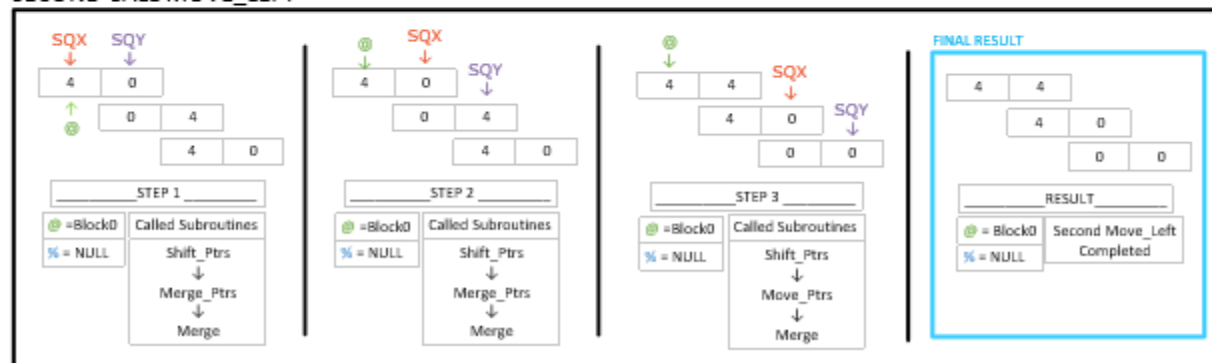 SQX SQY
4 0
@
0 4
4 0
STEP 1
@ =Block0
% = NULL
Called Subroutines
Shift_Ptrs
Merge_Ptrs
Merge
@ SQX
SQY
4 0
0 4
4 0
STEP 2
@ =Block0
% = NULL
Called Subroutines
Shift_Ptrs
Merge_Ptrs
Merge
@
SQX
SQY
4 4
4 0
0 0
STEP 3
@ =Block0
% = NULL
Called Subroutines
Shift_Ptrs
Move_Ptrs
Merge
FINAL RESULT
4 4
4 0
0 0
RESULT
@ = Block0
% = NULL
Second Move_Left
Completed